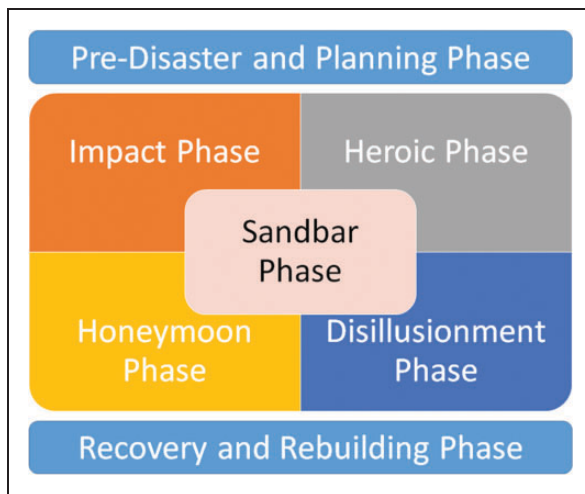 Pre-Disaster and Planning Phase
Impact Phase
Heroic Phase
Sandbar
Phase
Honeymoon
Phase
Disillusionment
Phase
Recovery and Rebuilding Phase